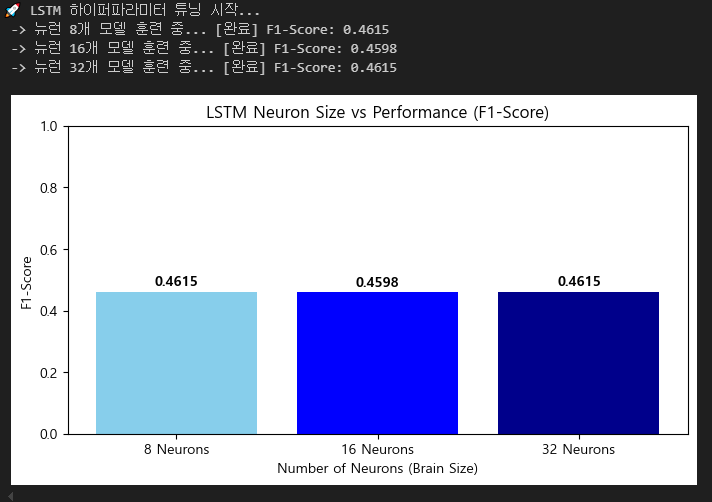 🚀 LSTM 하이퍼파라미터 튜닝 시작...
-> 뉴런 8개 모델 훈련 중... [완료] F1-Score: 0.4615
-> 뉴런 16개 모델 훈련 중... [완료] F1-Score: 0.4598
-> 뉴런 32개 모델 훈련 중... [완료] F1-Score: 0.4615
LSTM Neuron Size vs Performance (F1-Score)
1.0
0.8
0.6
0.4
0.2
0.0
F1-Score
0.4615
0.4598
0.4615
8 Neurons
16 Neurons
32 Neurons
Number of Neurons (Brain Size)